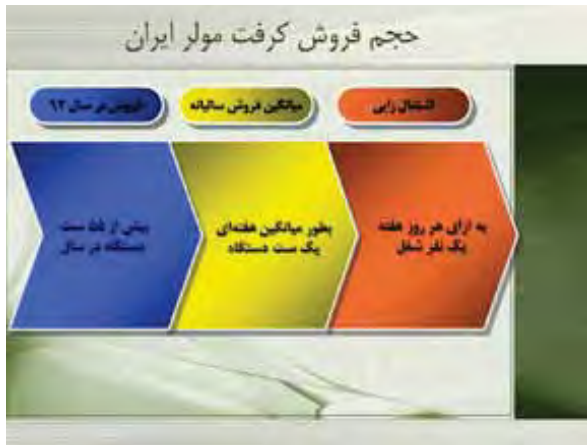 حجم فروش کرفت مولر ایران
اشتغال زایی
میانگین فروش سالیانه
فروش در سال ۹۲
به ازای هر روز هفته
یک نفر شغل
بطور میانگین هفته‌ای
یک ست دستگاه
بیش از ۵۵ ست
دستگاه در سال